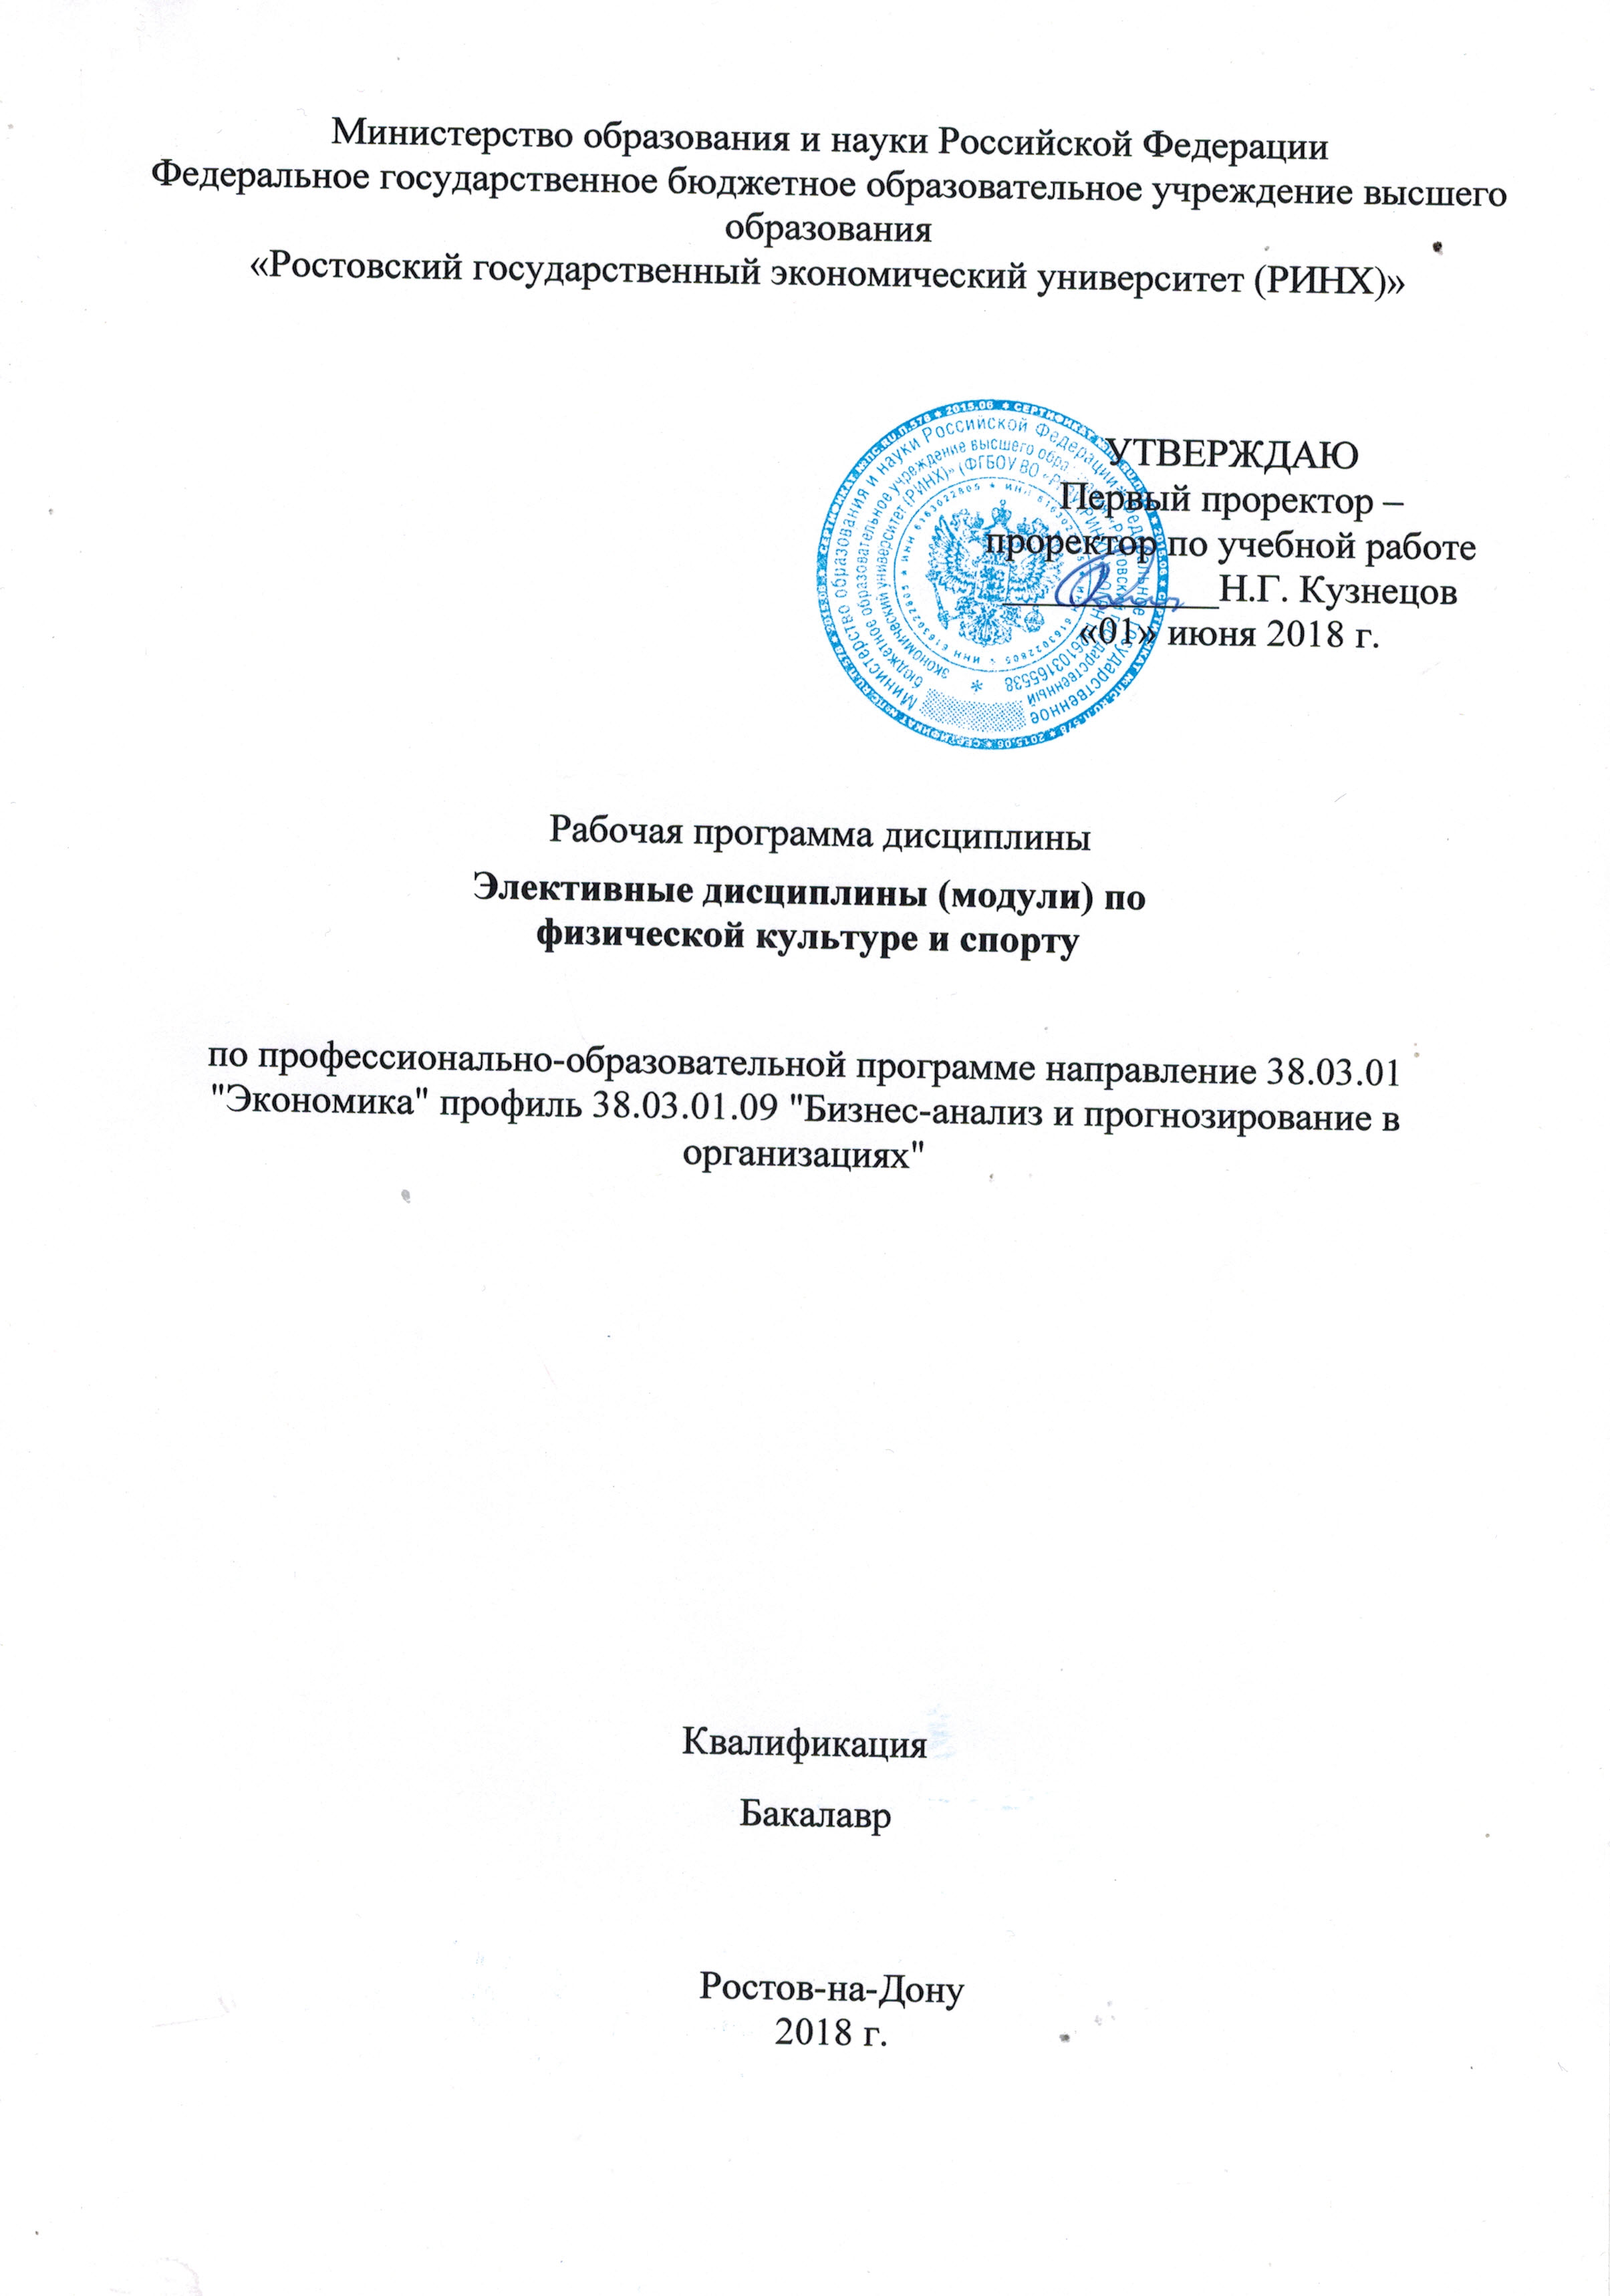 Министерство образования и науки Российской Федерации
Федеральное государственное бюджетное образовательное учреждение высшего
образования
«Ростовский государственный экономический университет (РИНХ)»
УТВЕРЖДАЮ
Первый проректор –
проректор по учебной работе
Н.Г. Кузнецов
«01» июня 2018 г.
Рабочая программа дисциплины
Элективные дисциплины (модули) по
физической культуре и спорту
по профессионально-образовательной программе направление 38.03.01
"Экономика" профиль 38.03.01.09 "Бизнес-анализ и прогнозирование в
организациях"
Квалификация
Бакалавр
Ростов-на-Дону
2018 г.